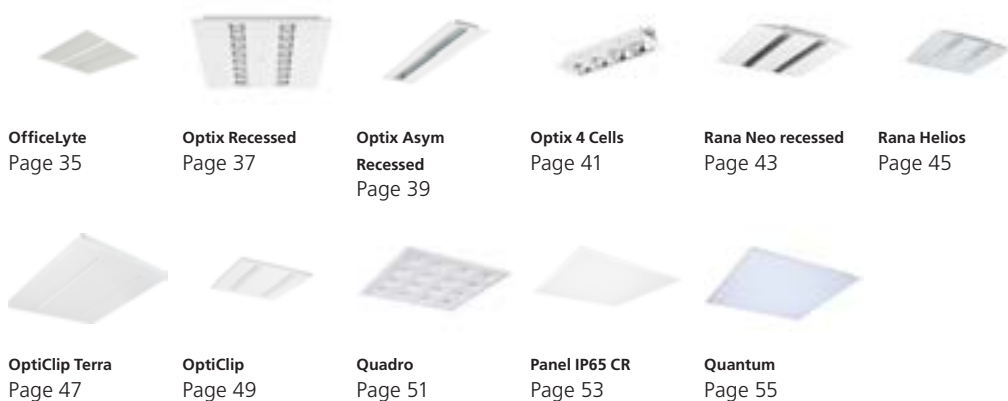 OfficeLyte
Page 35
Optix Recessed
Page 37
Optix Asym
Recessed
Page 39
Optix 4 Cells
Page 41
Rana Neo recessed
Page 43
Rana Helios
Page 45
OptiClip Terra
Page 47
OptiClip
Page 49
Quadro
Page 51
Panel IP65 CR
Page 53
Quantum
Page 55